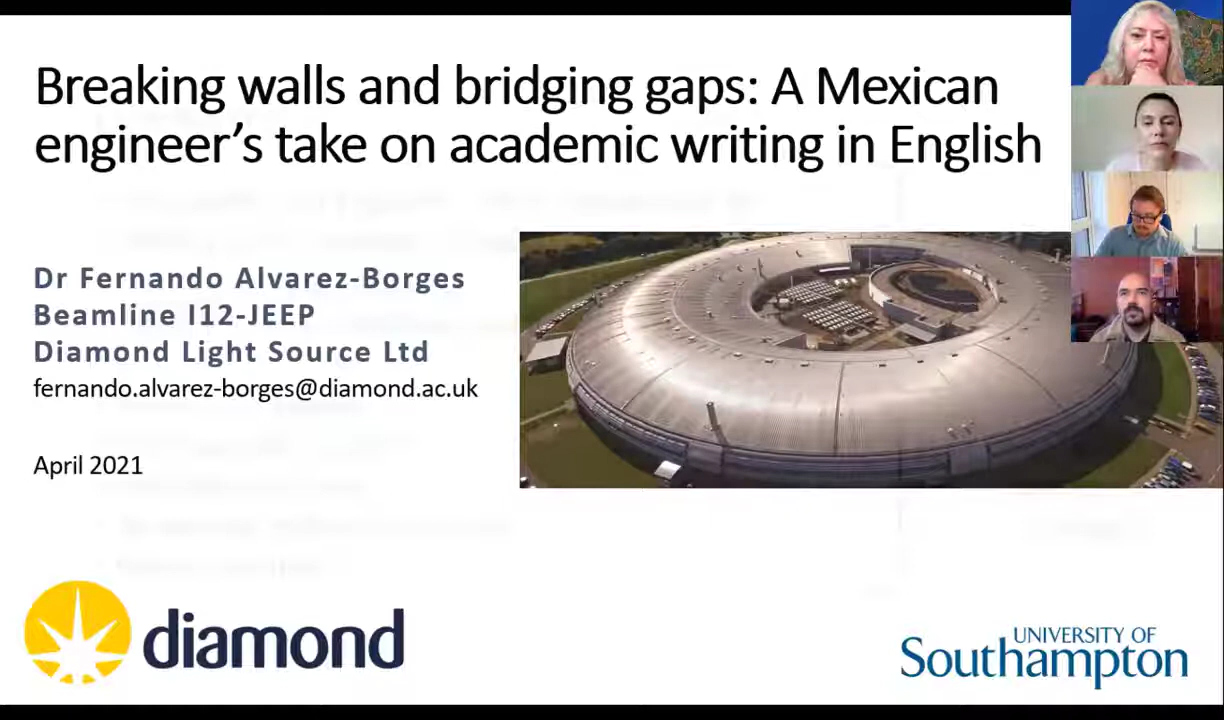 Breaking walls and bridging gaps: A Mexican
engineer’s take on academic writing in English
Dr Fernando Alvarez-Borges
Beamline I12-JEEP
Diamond Light Source Ltd
fernando.alvarez-borges@diamond.ac.uk
April 2021
diamond
UNIVERSITY OF
Southampton